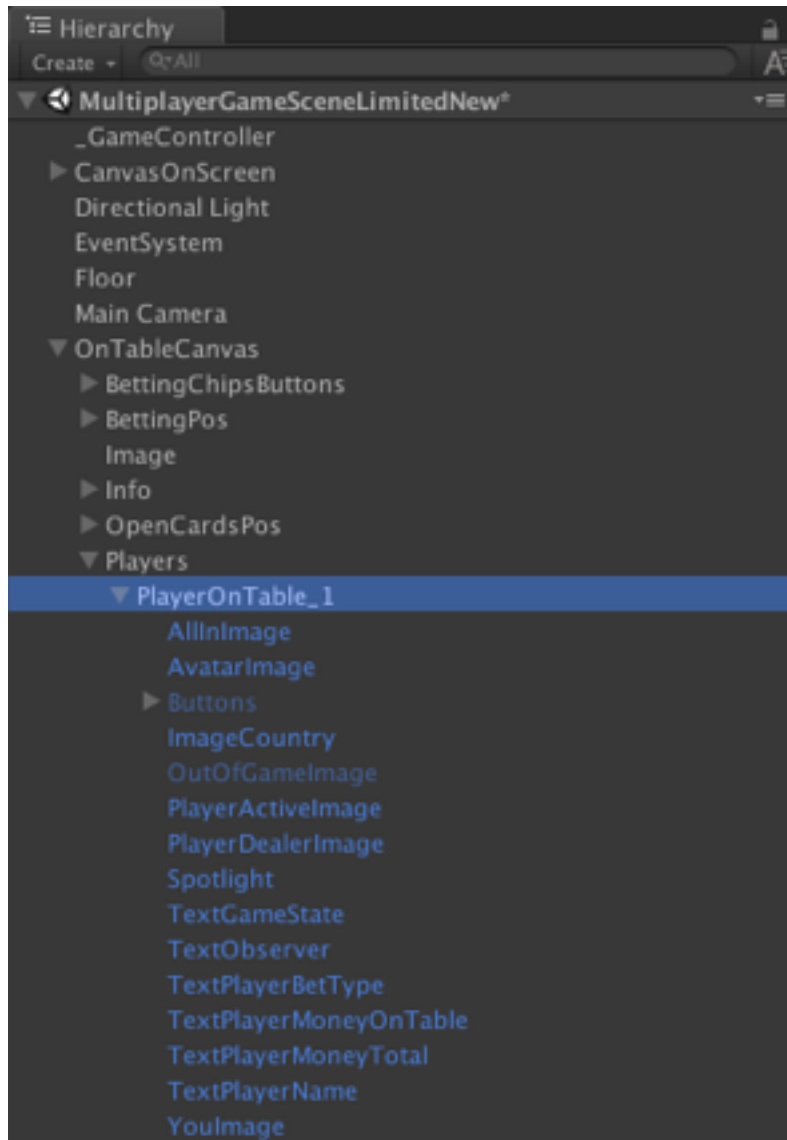 Hierarchy
Create All
MultiplayerGameSceneLimitedNew*
_GameController
CanvasOnScreen
Directional Light
EventSystem
Floor
Main Camera
OnTableCanvas
BettingChipsButtons
BettingPos
Image
Info
OpenCardsPos
Players
PlayerOnTable_1
AllInImage
AvatarImage
Buttons
ImageCountry
OutOfGameImage
PlayerActiveImage
PlayerDealerImage
Spotlight
TextGameState
TextObserver
TextPlayerBetType
TextPlayerMoneyOnTable
TextPlayerMoneyTotal
TextPlayerName
YouImage